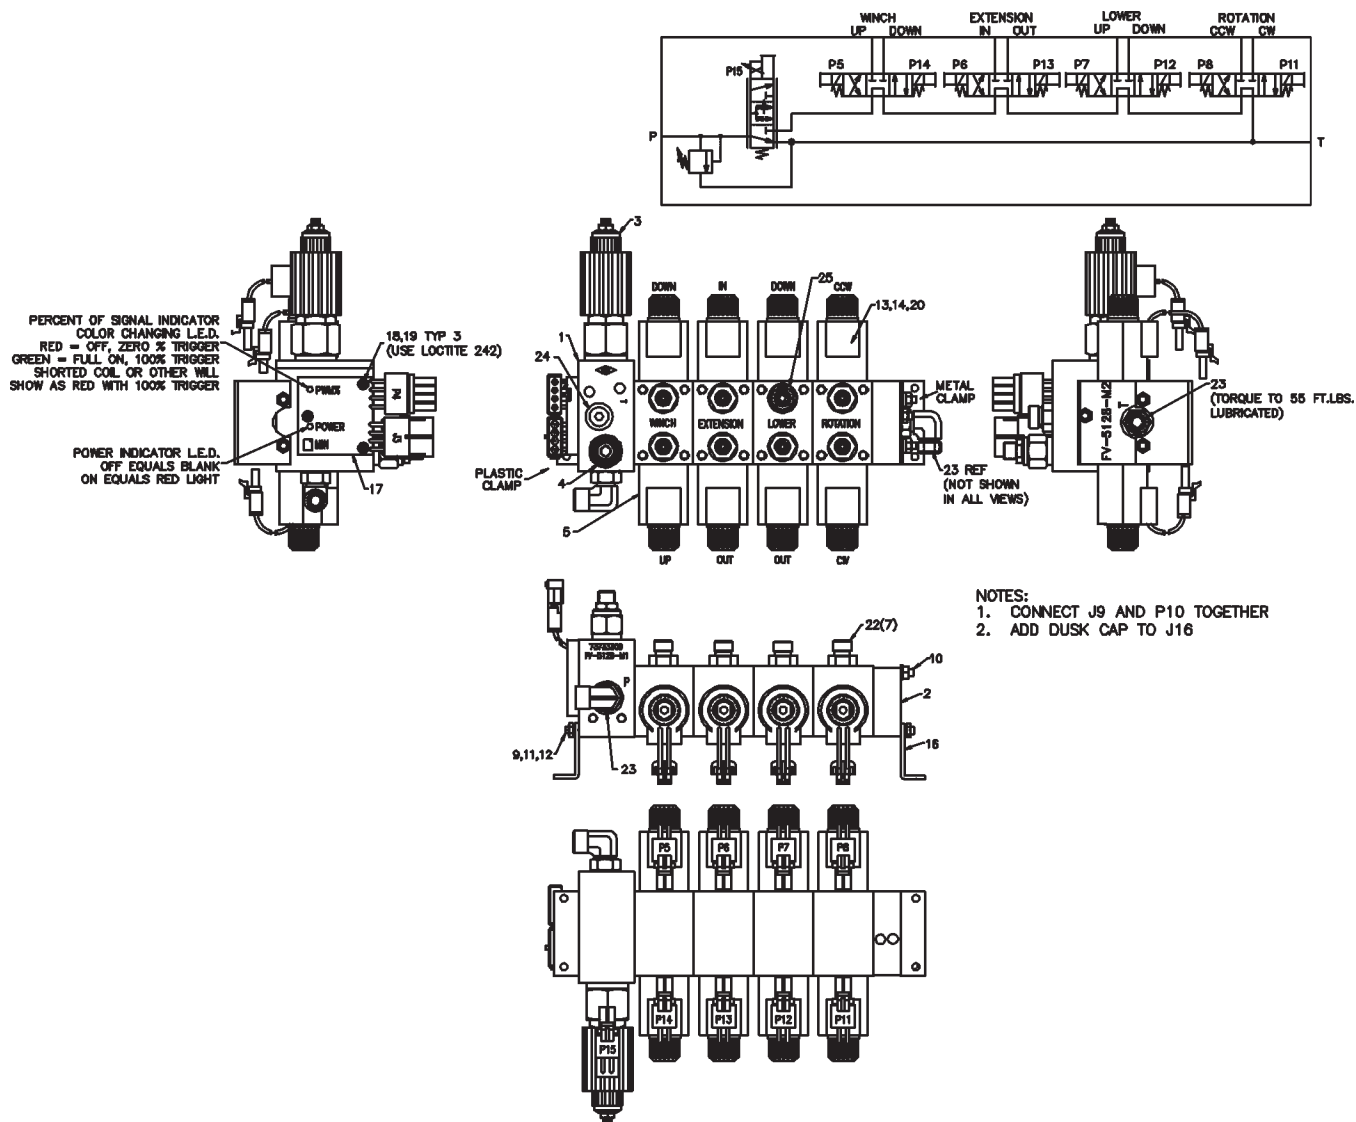 WINCH
UP DOWN
EXTENSION
IN OUT
LOWER
UP DOWN
ROTATION
CCW CW
P15
P5 P14
P6 P13
P7 P12
P8 P11
P
T
3
DOWN
IN
DOWN
CCW
25
13,14,20
1
24
PERCENT OF SIGNAL INDICATOR
COLOR CHANGING L.E.D.
RED = OFF, ZERO % TRIGGER
GREEN = FULL ON, 100% TRIGGER
SHORTED COIL OR OTHER WILL
SHOW AS RED WITH 100% TRIGGER
18,19 TYP 3
(USE LOCTITE 242)
PWM%
POWER
MIN
POWER INDICATOR L.E.D.
OFF EQUALS BLANK
ON EQUALS RED LIGHT
17
T
WINCH
EXTENSION
LOWER
ROTATION
METAL
CLAMP
PLASTIC
CLAMP
4
5
23 REF
(NOT SHOWN
IN ALL VIEWS)
UP
OUT
OUT
CW
FV-5128-M2
T
23
(TORQUE TO 55 FT.LBS.
LUBRICATED)
NOTES:
1. CONNECT J9 AND P10 TOGETHER
2. ADD DUSK CAP TO J16
22(7)
10
2
16
P
9,11,12
23
P5
P6
P7
P8
P14
P13
P12
P11
P15